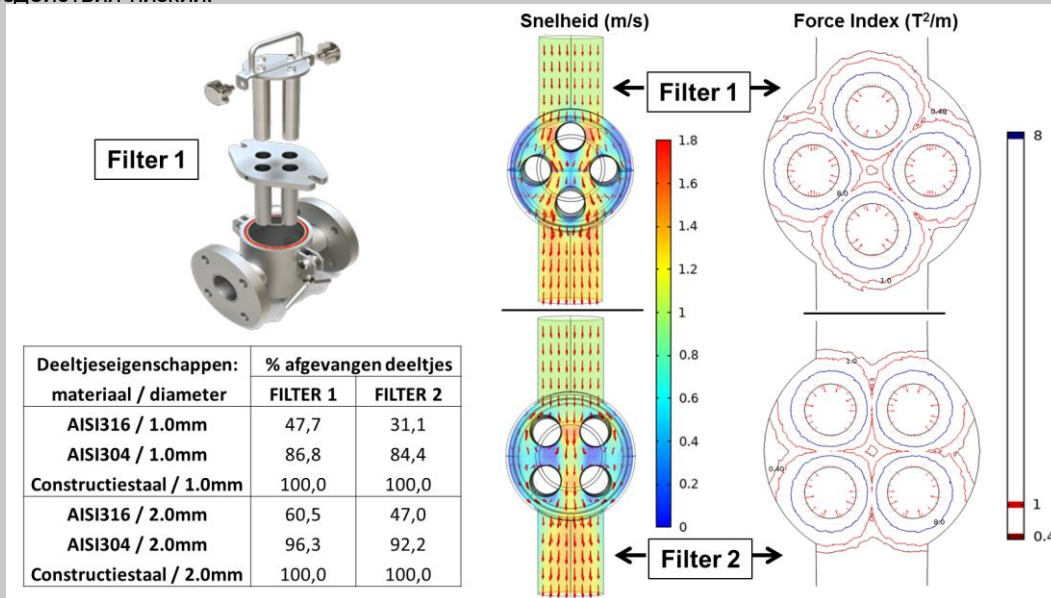 Snelheid (m/s)
Force Index (T²/m)
Filter 1
Filter 1
1.8
1.6
1.4
1.2
1
0.8
0.6
0.4
0.2
0
0.40
8.0
1.0
8
1
0.4
1.0
0.40
8.0
Filter 2
Deeltjeseigenschappen: % afgevangen deeltjes
materiaal / diameter FILTER 1 FILTER 2
AISI316 / 1.0mm 47,7 31,1
AISI304 / 1.0mm 86,8 84,4
Constructiestaal / 1.0mm 100,0 100,0
AISI316 / 2.0mm 60,5 47,0
AISI304 / 2.0mm 96,3 92,2
Constructiestaal / 2.0mm 100,0 100,0